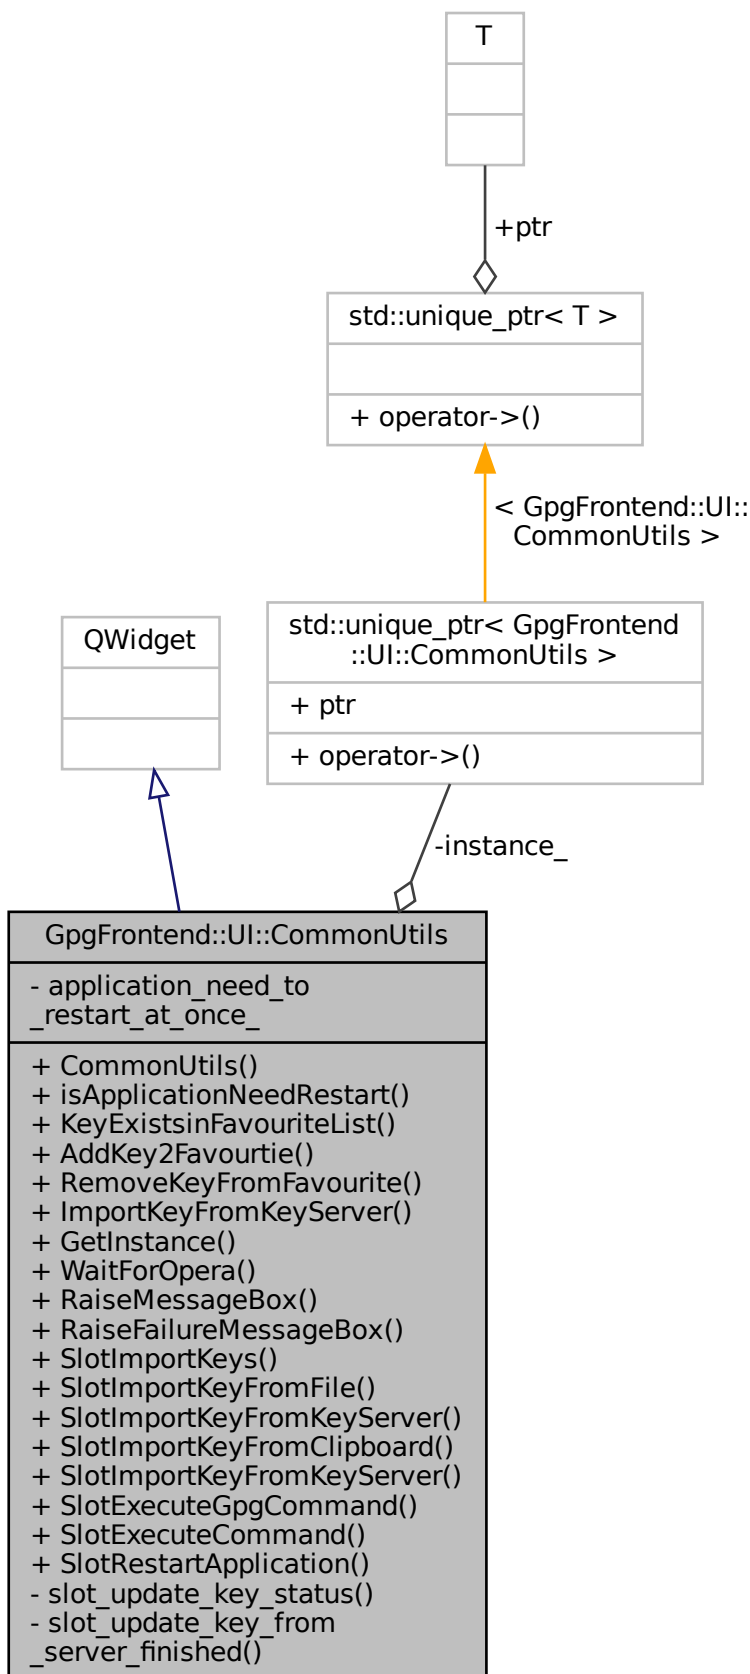 T
+ptr
std::unique_ptr< T >
+ operator->()
< GpgFrontend::UI::
CommonUtils >
QWidget
std::unique_ptr< GpgFrontend
::UI::CommonUtils >
+ ptr
+ operator->()
-instance_
GpgFrontend::UI::CommonUtils
- application_need_to
_restart_at_once_
+ CommonUtils()
+ isApplicationNeedRestart()
+ KeyExistsinFavouriteList()
+ AddKey2Favourtie()
+ RemoveKeyFromFavourite()
+ ImportKeyFromKeyServer()
+ GetInstance()
+ WaitForOpera()
+ RaiseMessageBox()
+ RaiseFailureMessageBox()
+ SlotImportKeys()
+ SlotImportKeyFromFile()
+ SlotImportKeyFromKeyServer()
+ SlotImportKeyFromClipboard()
+ SlotImportKeyFromKeyServer()
+ SlotExecuteGpgCommand()
+ SlotExecuteCommand()
+ SlotRestartApplication()
- slot_update_key_status()
- slot_update_key_from
_server_finished()